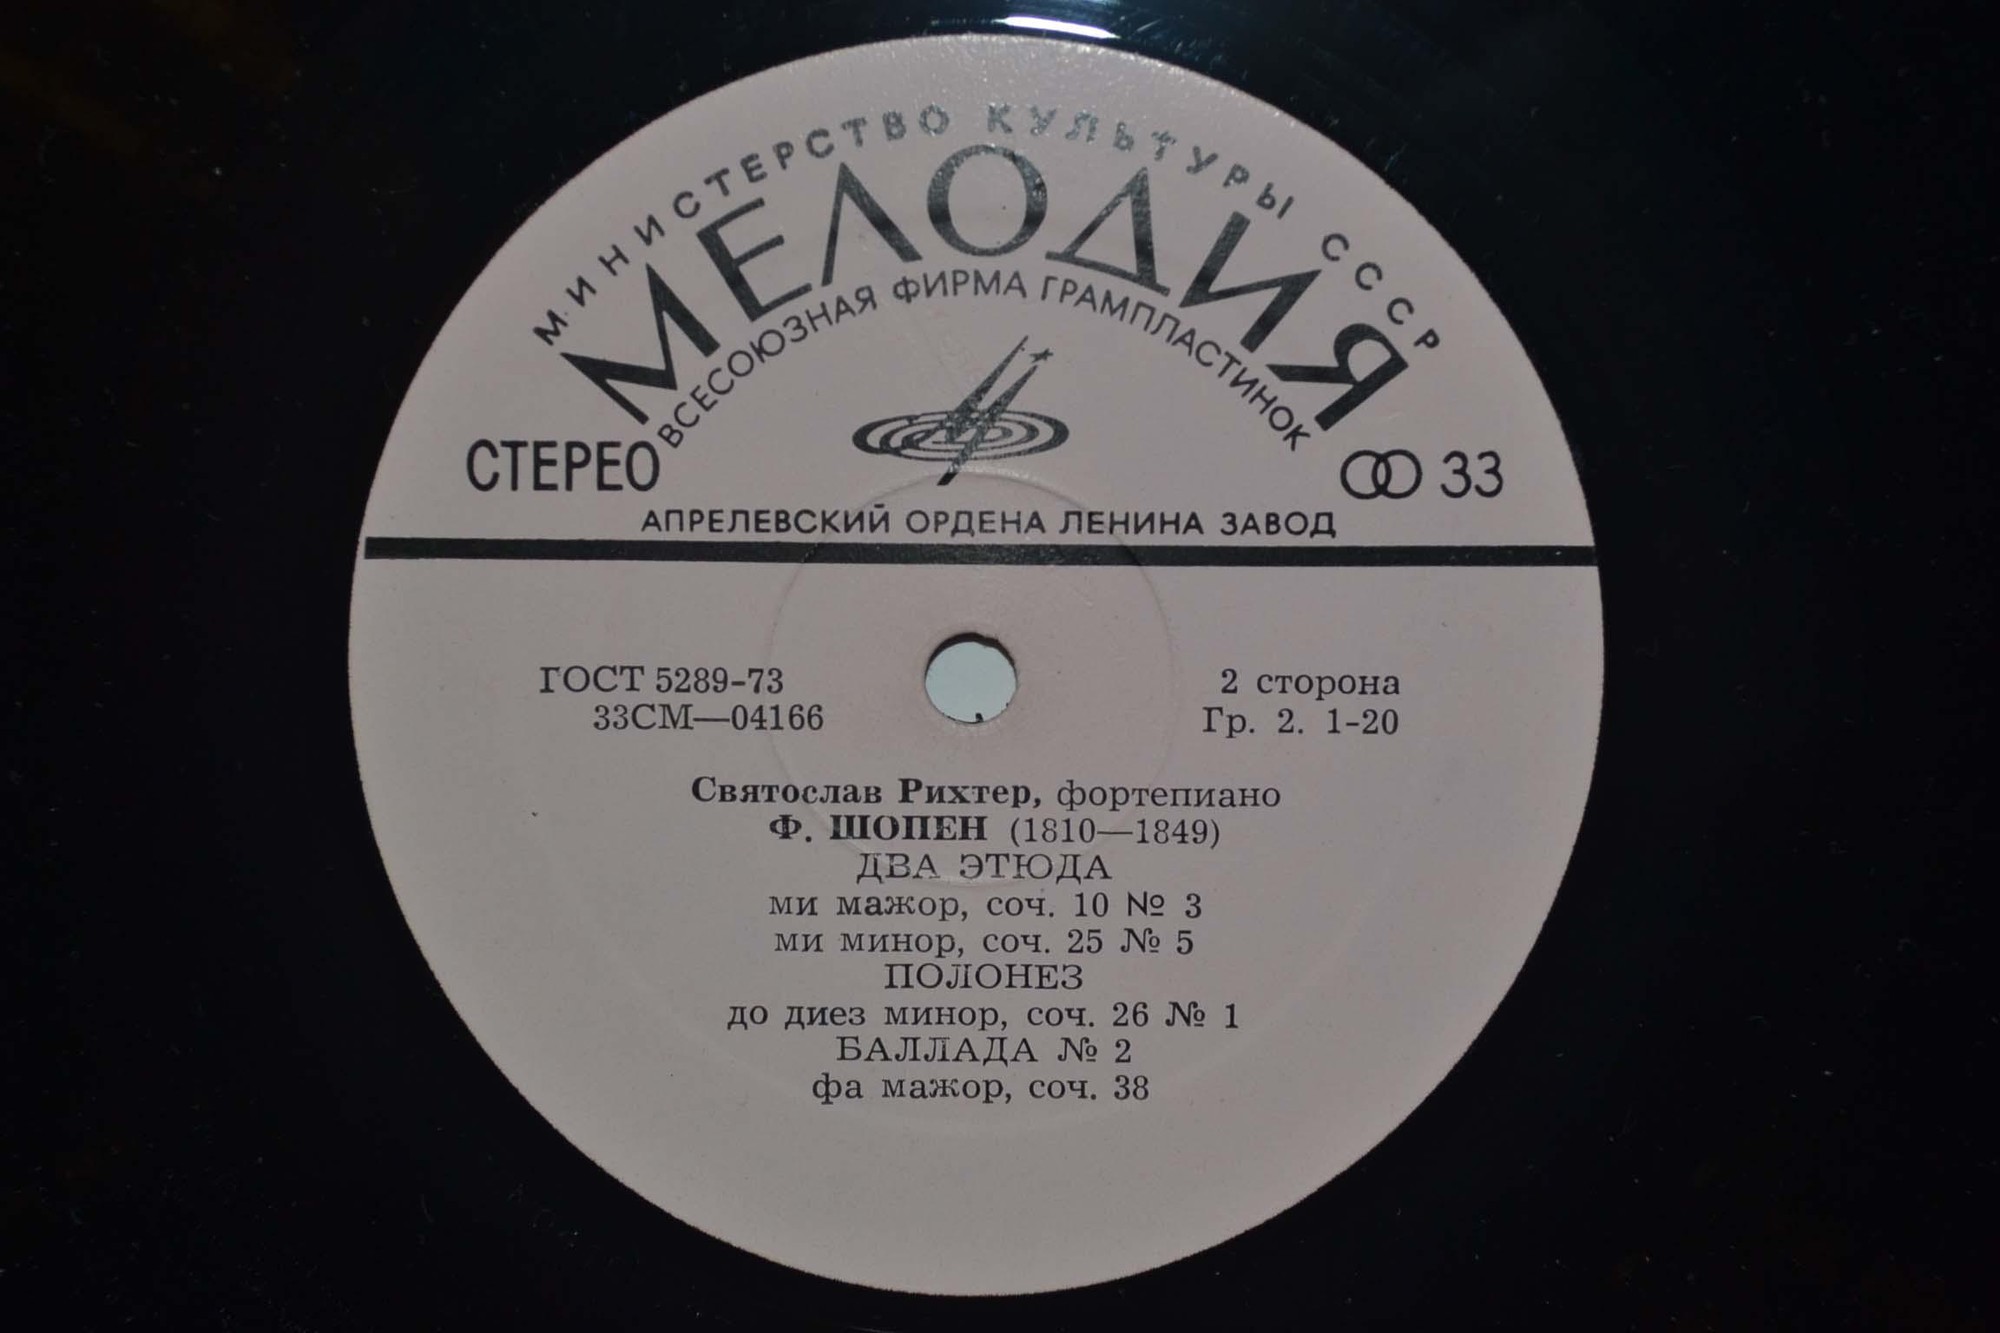 МИНИСТЕРСТВО КУЛЬТУРЫ СССР
МЕЛОДИЯ
ВСЕСОЮЗНАЯ ФИРМА ГРАМПЛАСТИНОК
СТЕРЕО
33
АПРЕЛЕВСКИЙ ОРДЕНА ЛЕНИНА ЗАВОД
ГОСТ 5289-73
33СМ—04166
2 сторона
Гр. 2. 1-20
Святослав Рихтер, фортепиано
Ф. ШОПЕН (1810—1849)
ДВА ЭТЮДА
ми мажор, соч. 10 № 3
ми минор, соч. 25 № 5
ПОЛОНЕЗ
до диез минор, соч. 26 № 1
БАЛЛАДА № 2
фа мажор, соч. 38